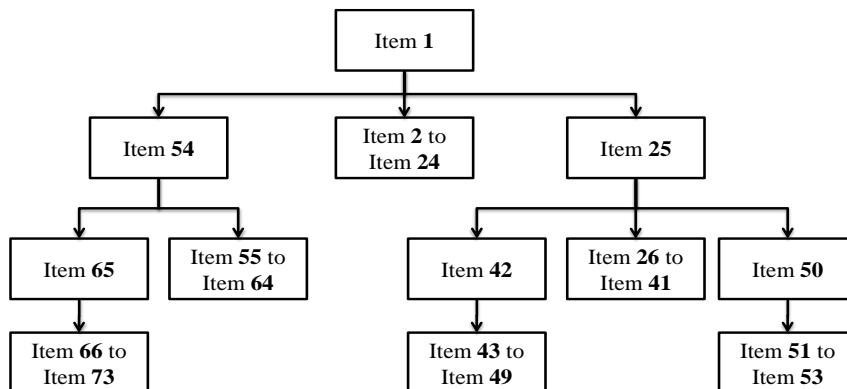 Item 1
Item 54
Item 2 to
Item 24
Item 25
Item 65
Item 55 to
Item 64
Item 42
Item 26 to
Item 41
Item 50
Item 66 to
Item 73
Item 43 to
Item 49
Item 51 to
Item 53